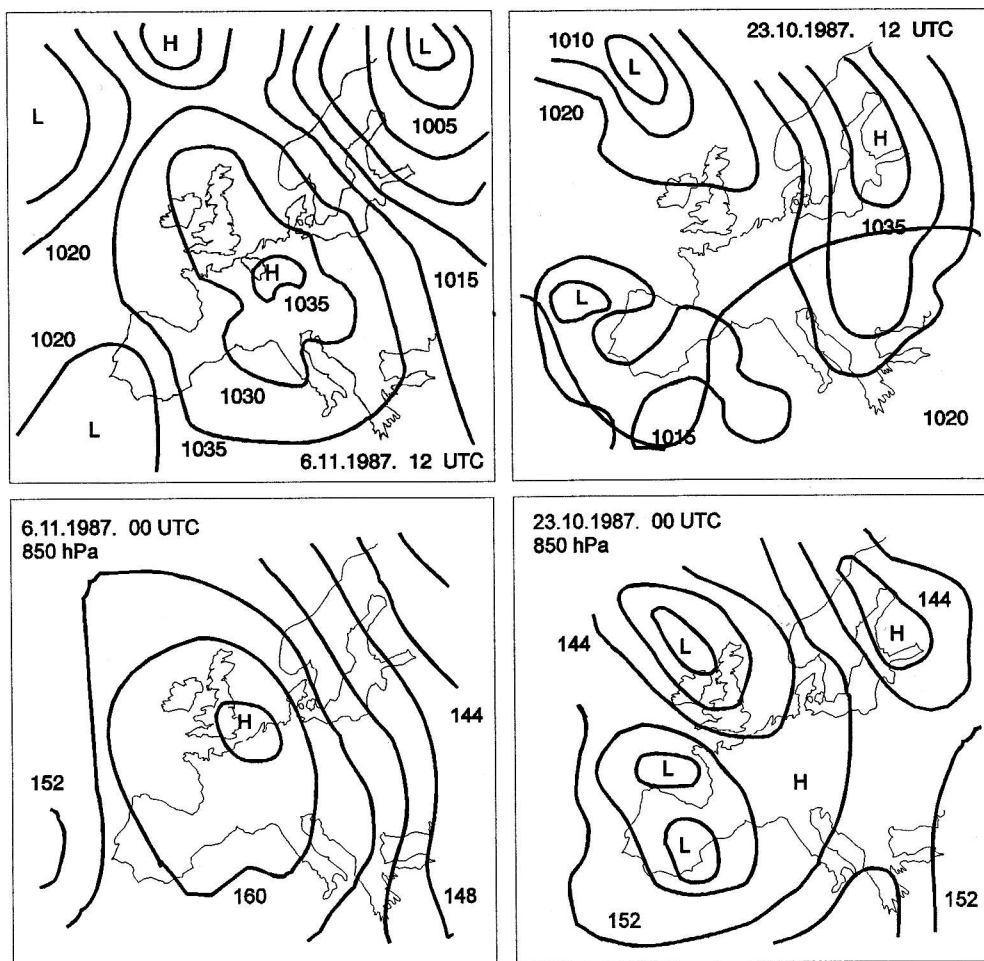 H
L
L
1005
1020
1015
H
1035
1020
1030
L
1035
6.11.1987. 12 UTC
23.10.1987. 12 UTC
1010
L
1020
H
1035
L
1020
1015
6.11.1987. 00 UTC
850 hPa
H
144
152
160
148
23.10.1987. 00 UTC
850 hPa
144
H
144
L
L
H
L
152
152